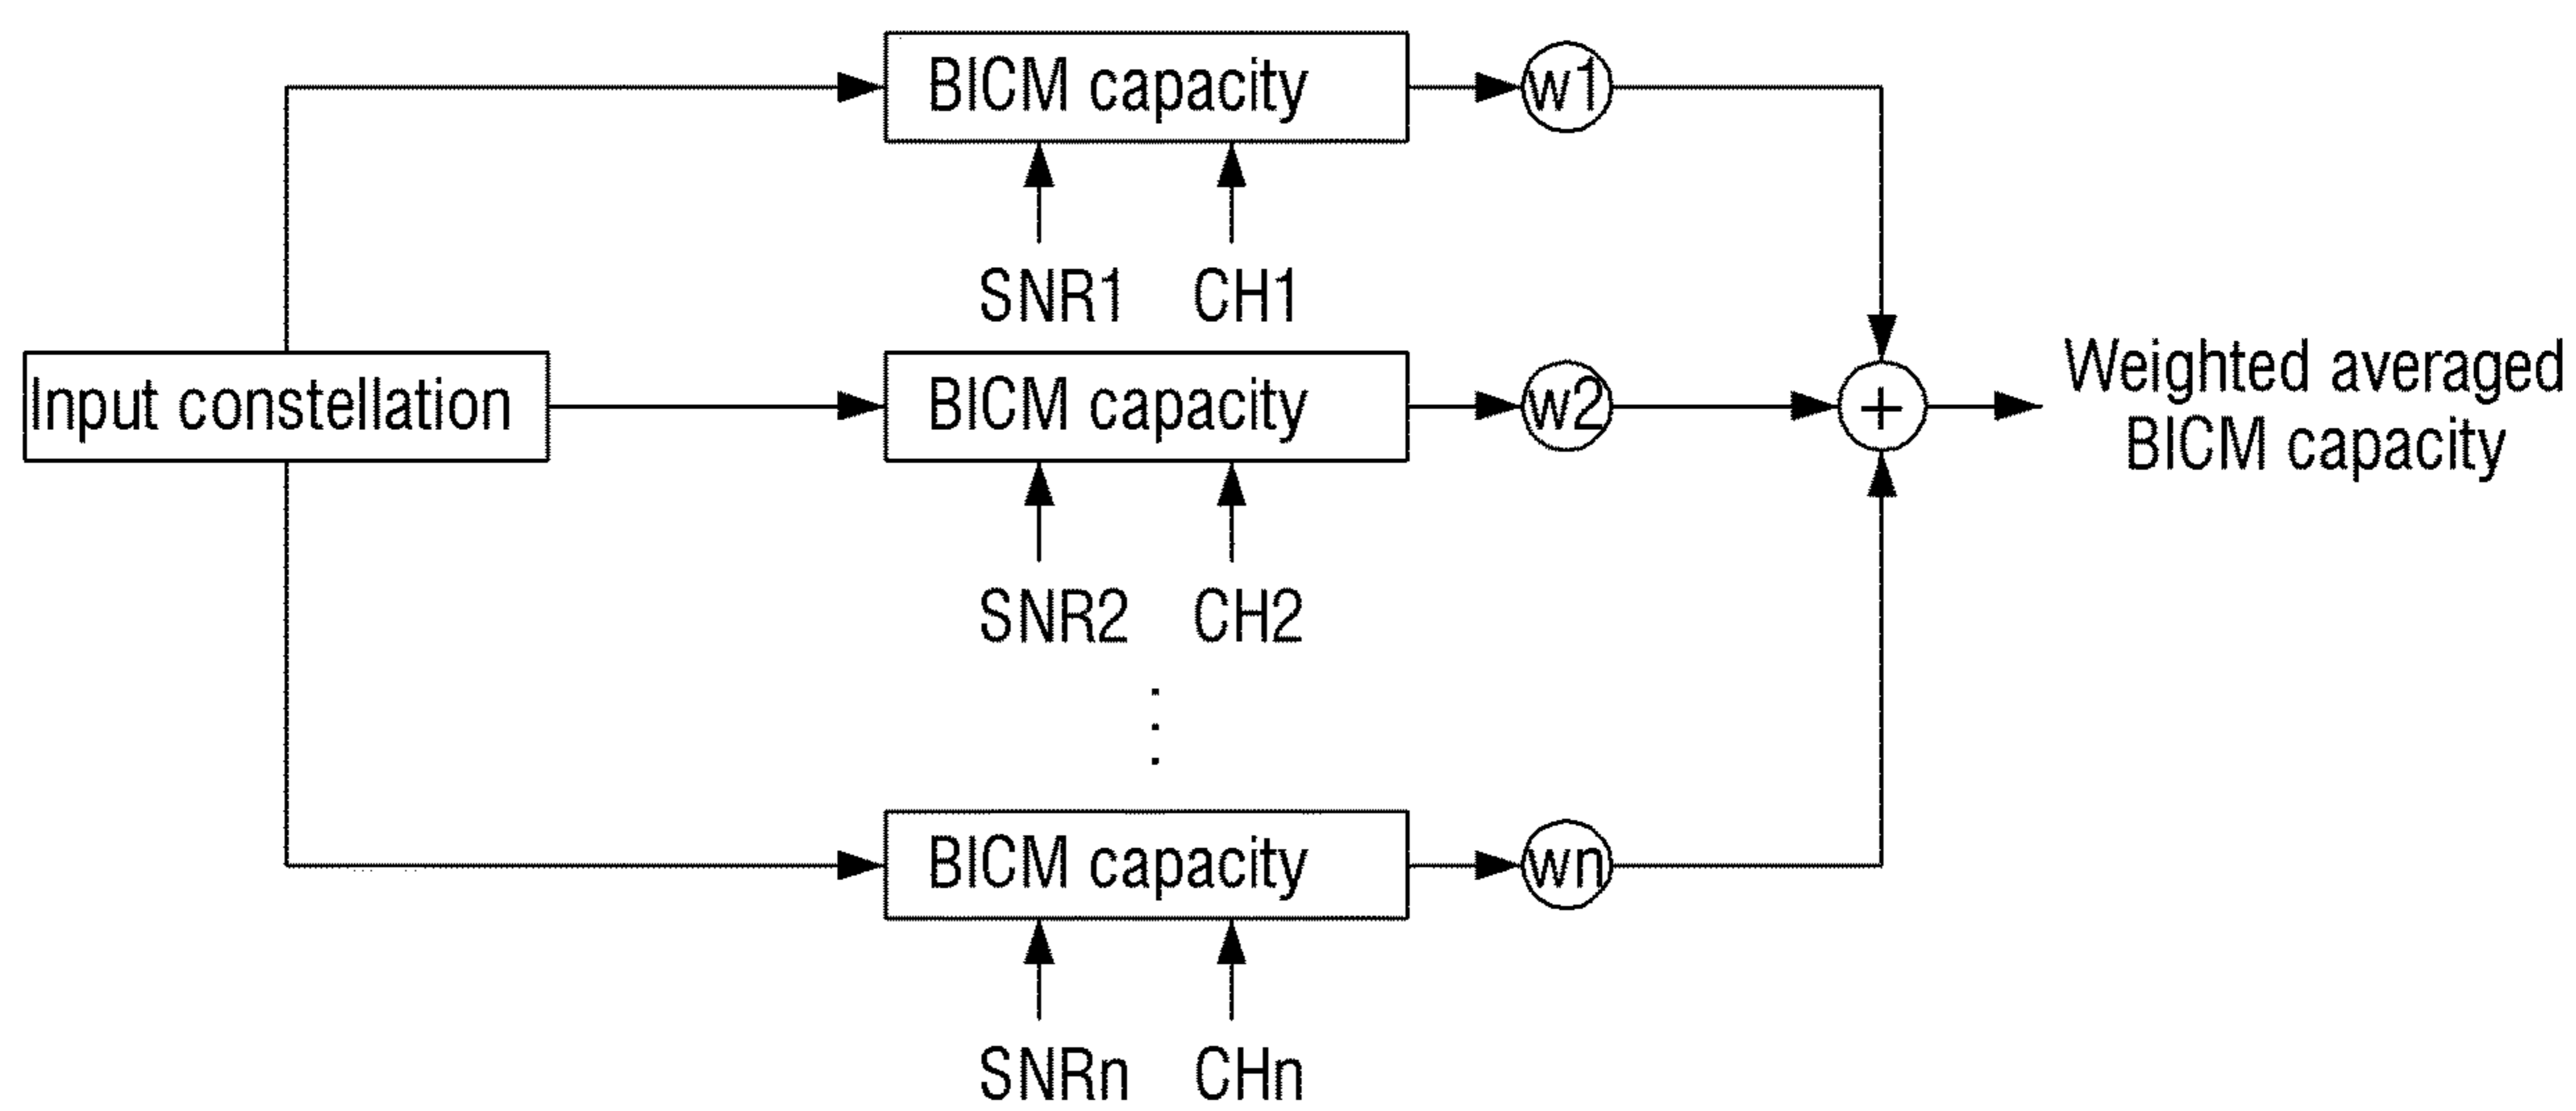 BICM capacity
w1
SNR1 CH1
Input constellation
BICM capacity
w2
+
Weighted averaged
BICM capacity
SNR2 CH2
BICM capacity
wn
SNRn CHn